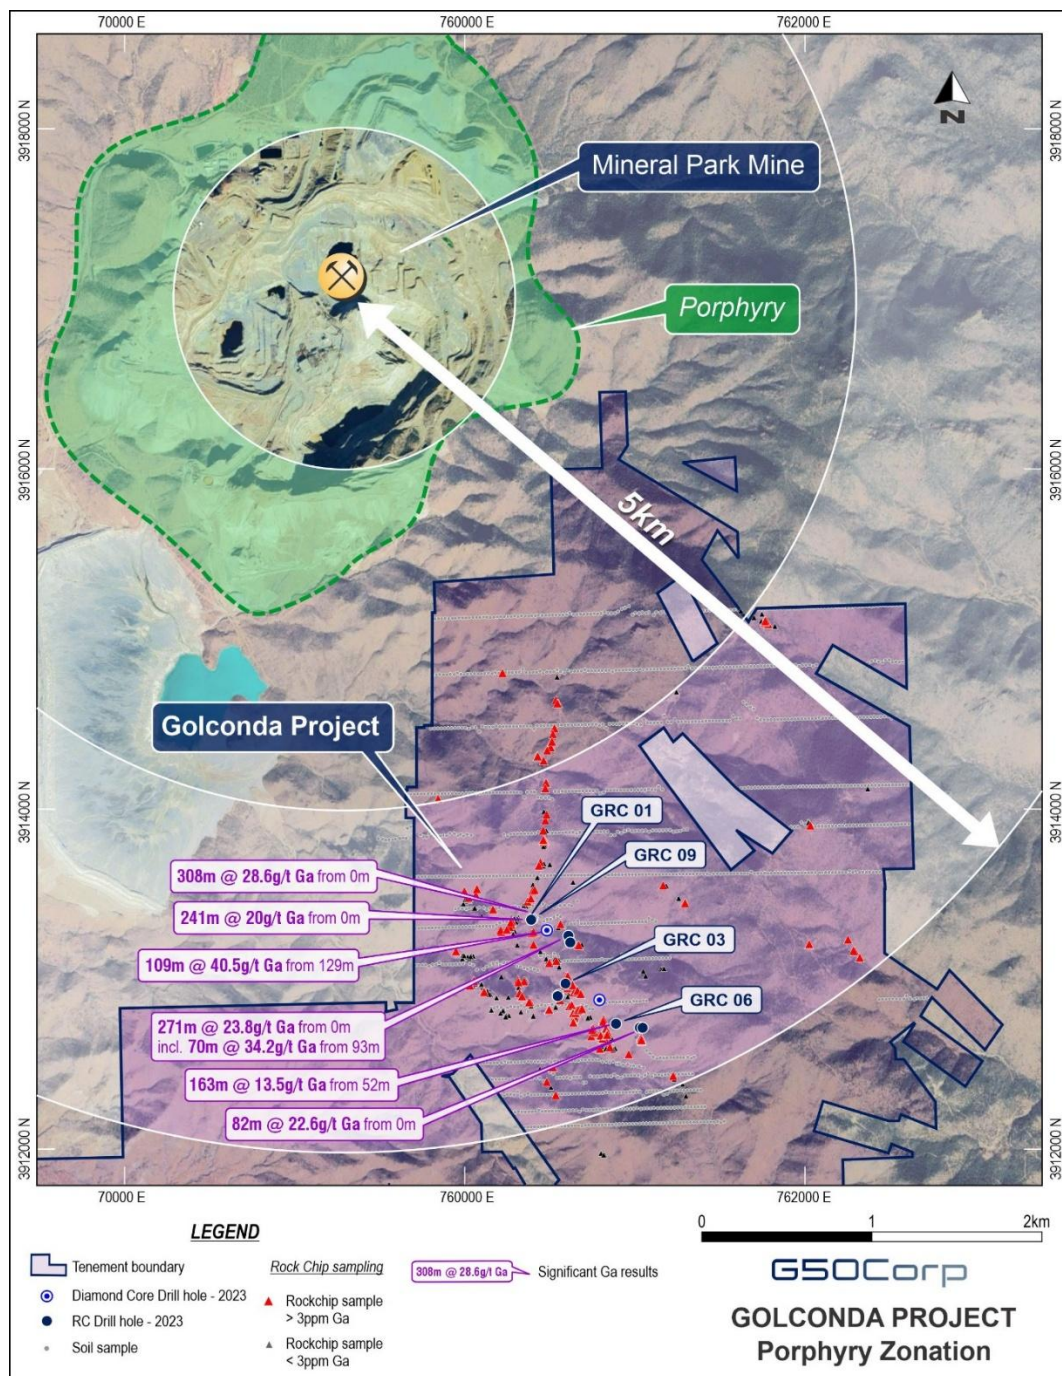 70000 E
760000 E
762000 E
3918000 N
3918000 N
N
Mineral Park Mine
Porphyry
3916000 N
3916000 N
5km
Golconda Project
3914000 N
3914000 N
GRC 01
GRC 09
308m @ 28.6g/t Ga from 0m
241m @ 20g/t Ga from 0m
GRC 03
109m @ 40.5g/t Ga from 129m
GRC 06
271m @ 23.8g/t Ga from 0m
incl. 70m @ 34.2g/t Ga from 93m
163m @ 13.5g/t Ga from 52m
82m @ 22.6g/t Ga from 0m
3912000 N
3912000 N
70000 E
760000 E
762000 E
LEGEND
Tenement boundary
Diamond Core Drill hole - 2023
RC Drill hole - 2023
Soil sample
Rock Chip sampling
Rockchip sample
> 3ppm Ga
Rockchip sample
< 3ppm Ga
308m @ 28.6g/t Ga
Significant Ga results
0 1 2km
G50Corp
GOLCONDA PROJECT
Porphyry Zonation